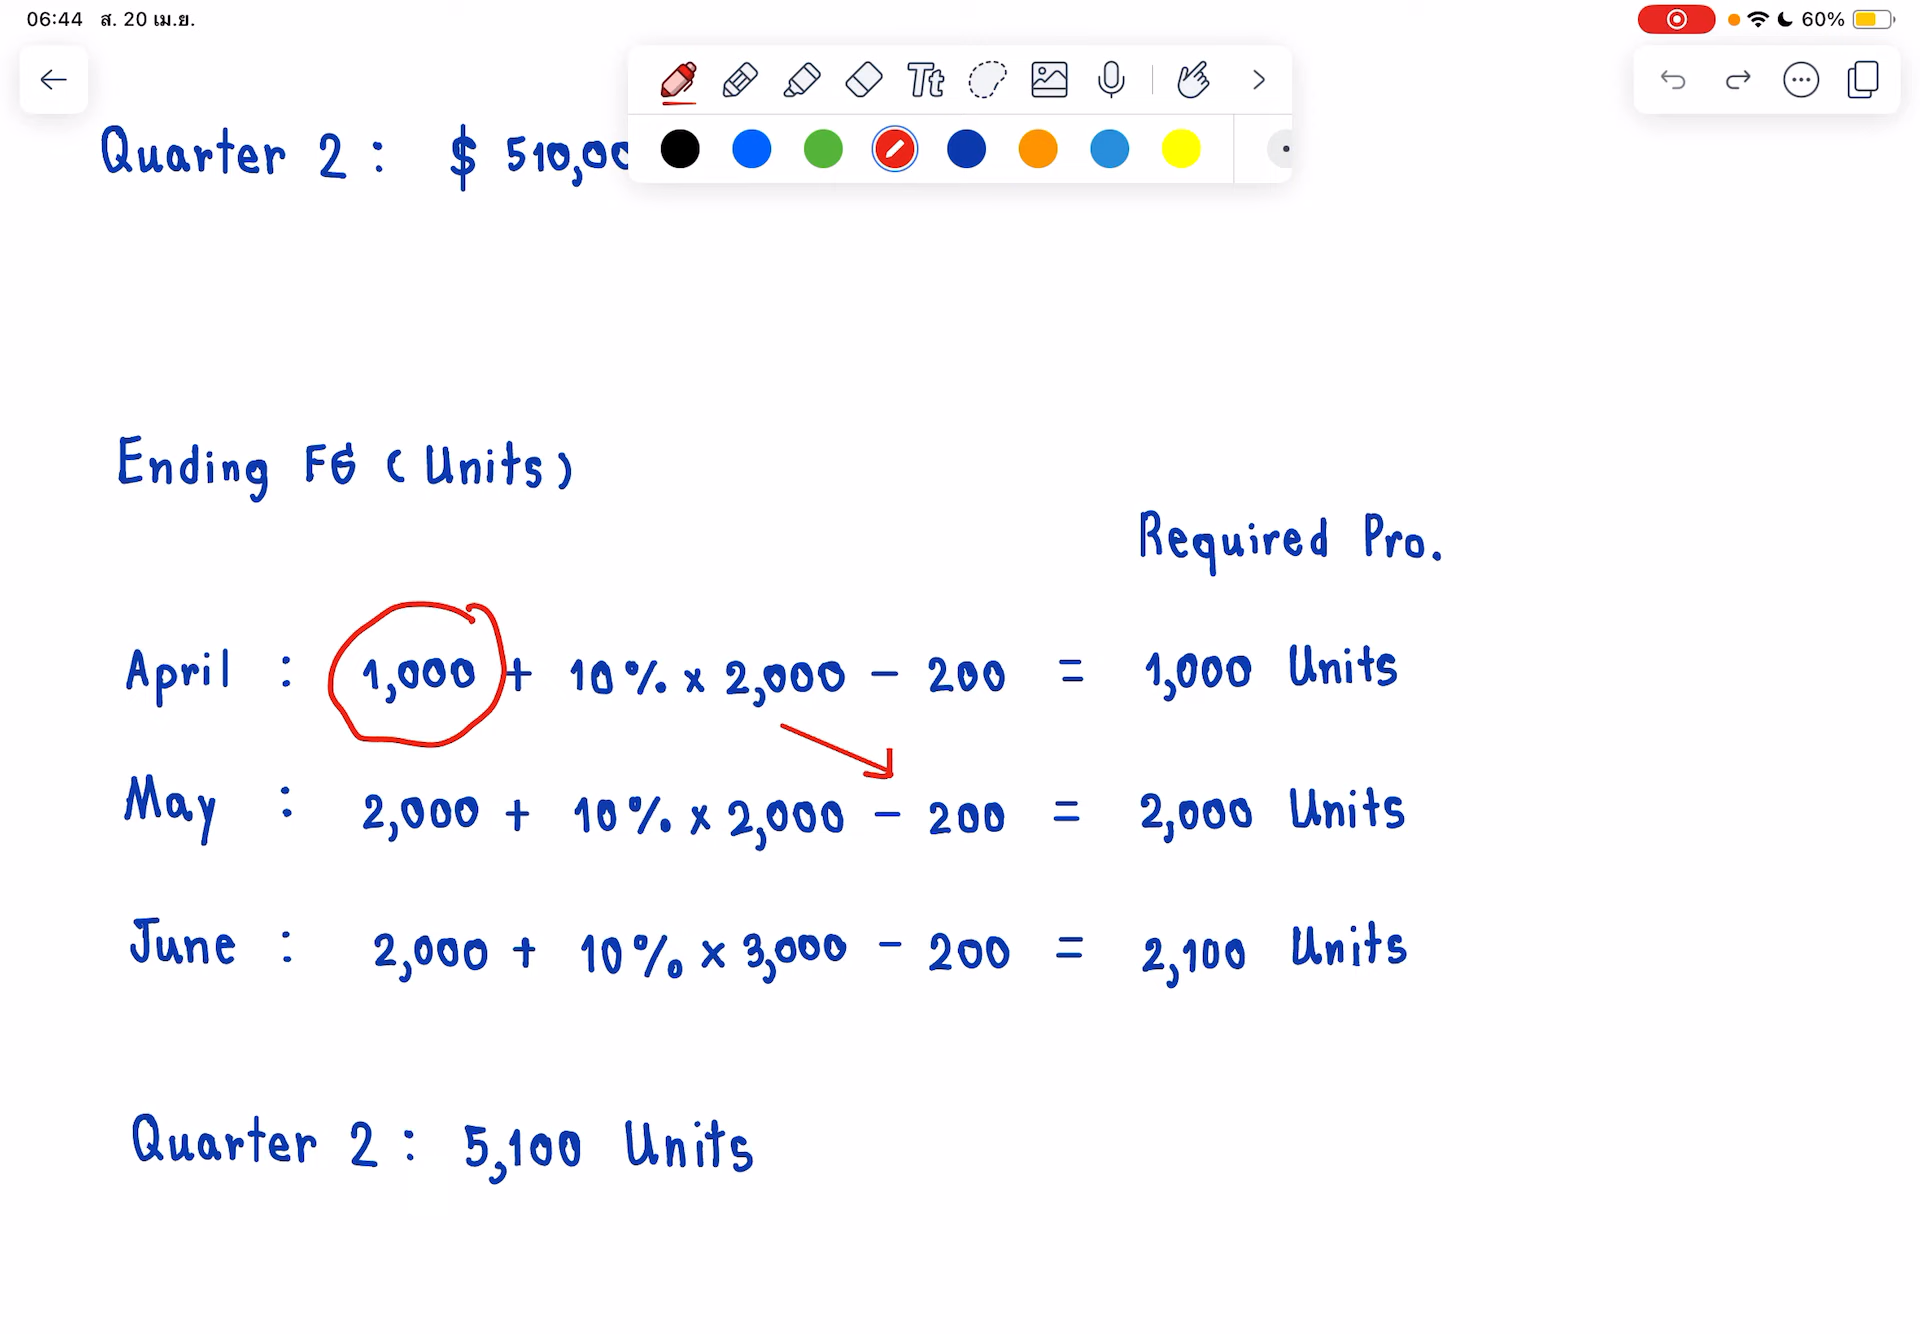 06:44 ส. 20 เม.ย. 60%
Tt
Quarter 2 : $ 510,00
Ending FG ( Units )
Required Pro.
April : 1,000 + 10% x 2,000 - 200 = 1,000 Units
May : 2,000 + 10% x 2,000 - 200 = 2,000 Units
June : 2,000 + 10% x 3,000 - 200 = 2,100 Units
Quarter 2 : 5,100 Units